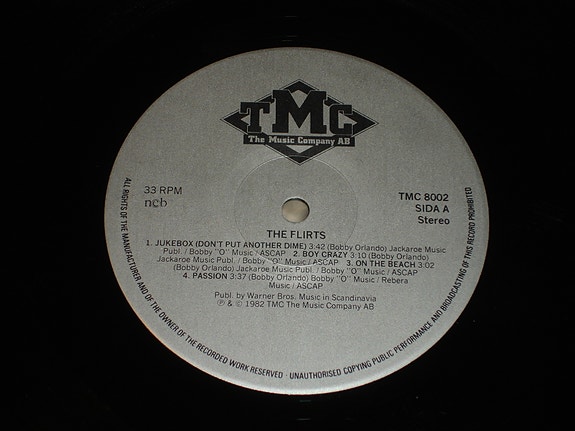 TMC
The Music Company AB
33 RPM
ncb
TMC 8002
SIDA A
Stereo
THE FLIRTS
1. JUKEBOX (DON'T PUT ANOTHER DIME) 3:42 (Bobby Orlando) Jackaroe Music
Publ. / Bobby "O" Music / ASCAP 2. BOY CRAZY 3:10 (Bobby Orlando)
Jackaroe Music Publ. / Bobby "O" Music / ASCAP 3. ON THE BEACH 3:02
(Bobby Orlando) Jackaroe Music Publ. / Bobby "O" Music / ASCAP
4. PASSION 3:37 (Bobby Orlando) Bobby "O" Music / Rebera
Music / ASCAP
Publ. by Warner Bros. Music in Scandinavia
℗ & © 1982 TMC The Music Company AB
ALL RIGHTS OF THE MANUFACTURER AND OF THE OWNER OF THE RECORDED WORK RESERVED · UNAUTHORISED COPYING PUBLIC PERFORMANCE AND BROADCASTING OF THIS RECORD PROHIBITED